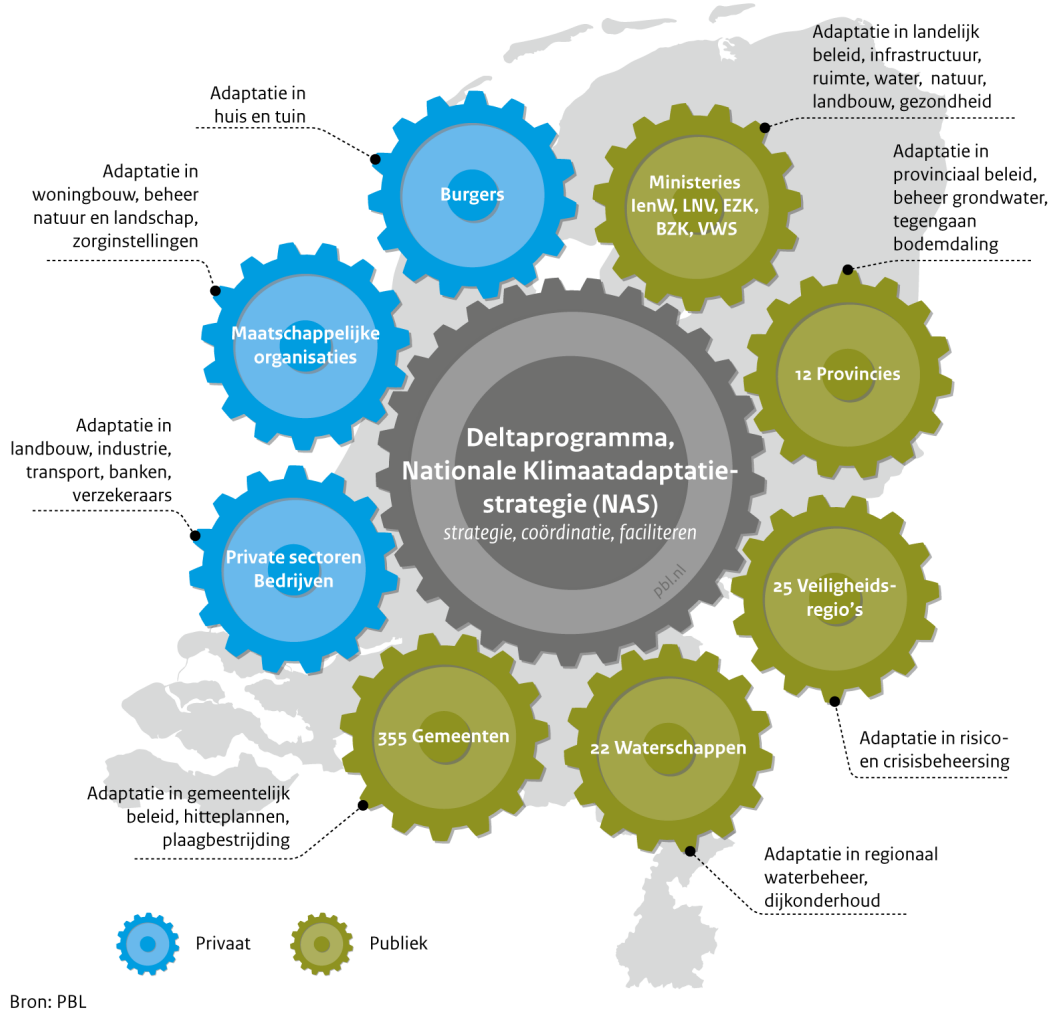 Adaptatie in landelijk
beleid, infrastructuur,
ruimte, water, natuur,
landbouw, gezondheid
Adaptatie in
huis en tuin
Adaptatie in
provinciaal beleid,
beheer grondwater,
tegengaan
bodemdaling
Adaptatie in
woningbouw, beheer
natuur en landschap,
zorginstellingen
Burgers
Ministeries
IenW, LNV, EZK,
BZK, VWS
Maatschappelijke
organisaties
12 Provincies
Adaptatie in
landbouw, industrie,
transport, banken,
verzekeraars
Deltaprogramma,
Nationale Klimaatadaptatie-
strategie (NAS)
strategie, coördinatie, faciliteren
pbl.nl
Private sectoren
Bedrijven
25 Veiligheids-
regio's
355 Gemeenten
22 Waterschappen
Adaptatie in risico-
en crisisbeheersing
Adaptatie in gemeentelijk
beleid, hitteplannen,
plaagbestrijding
Adaptatie in regionaal
waterbeheer,
dijkonderhoud
Privaat
Publiek
Bron: PBL